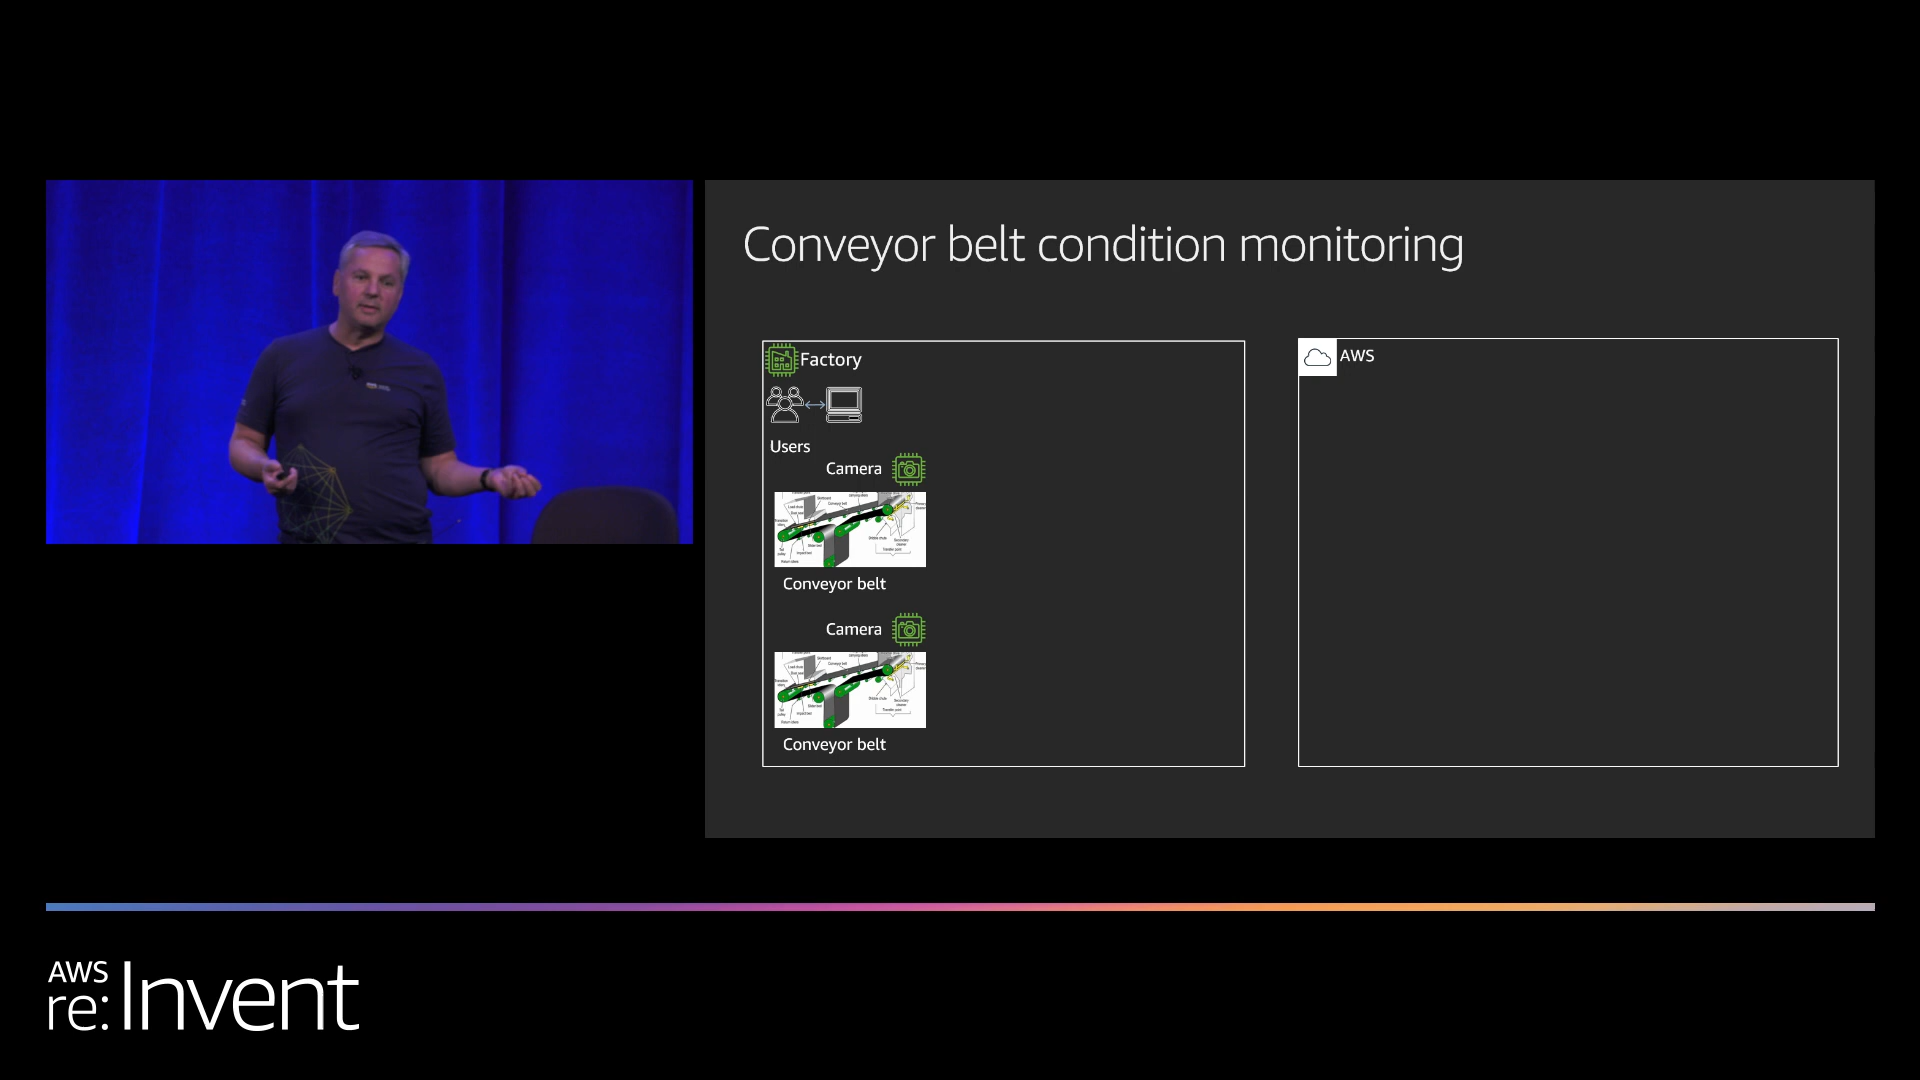 Conveyor belt condition monitoring
Factory
AWS
Users
Camera
Conveyor belt
Camera
Conveyor belt
AWS
re:Invent